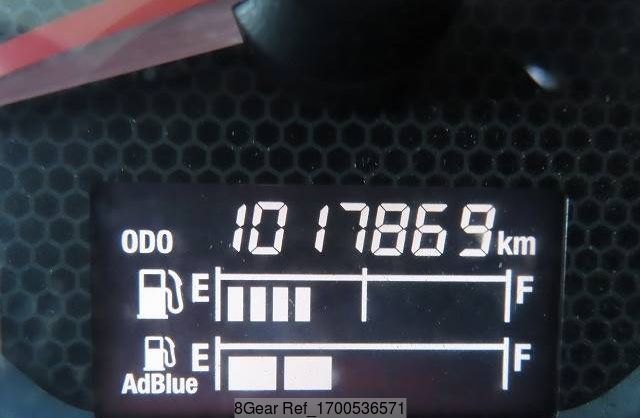 ODO 1017869 km
E F
E F
AdBlue
8Gear Ref_1700536571